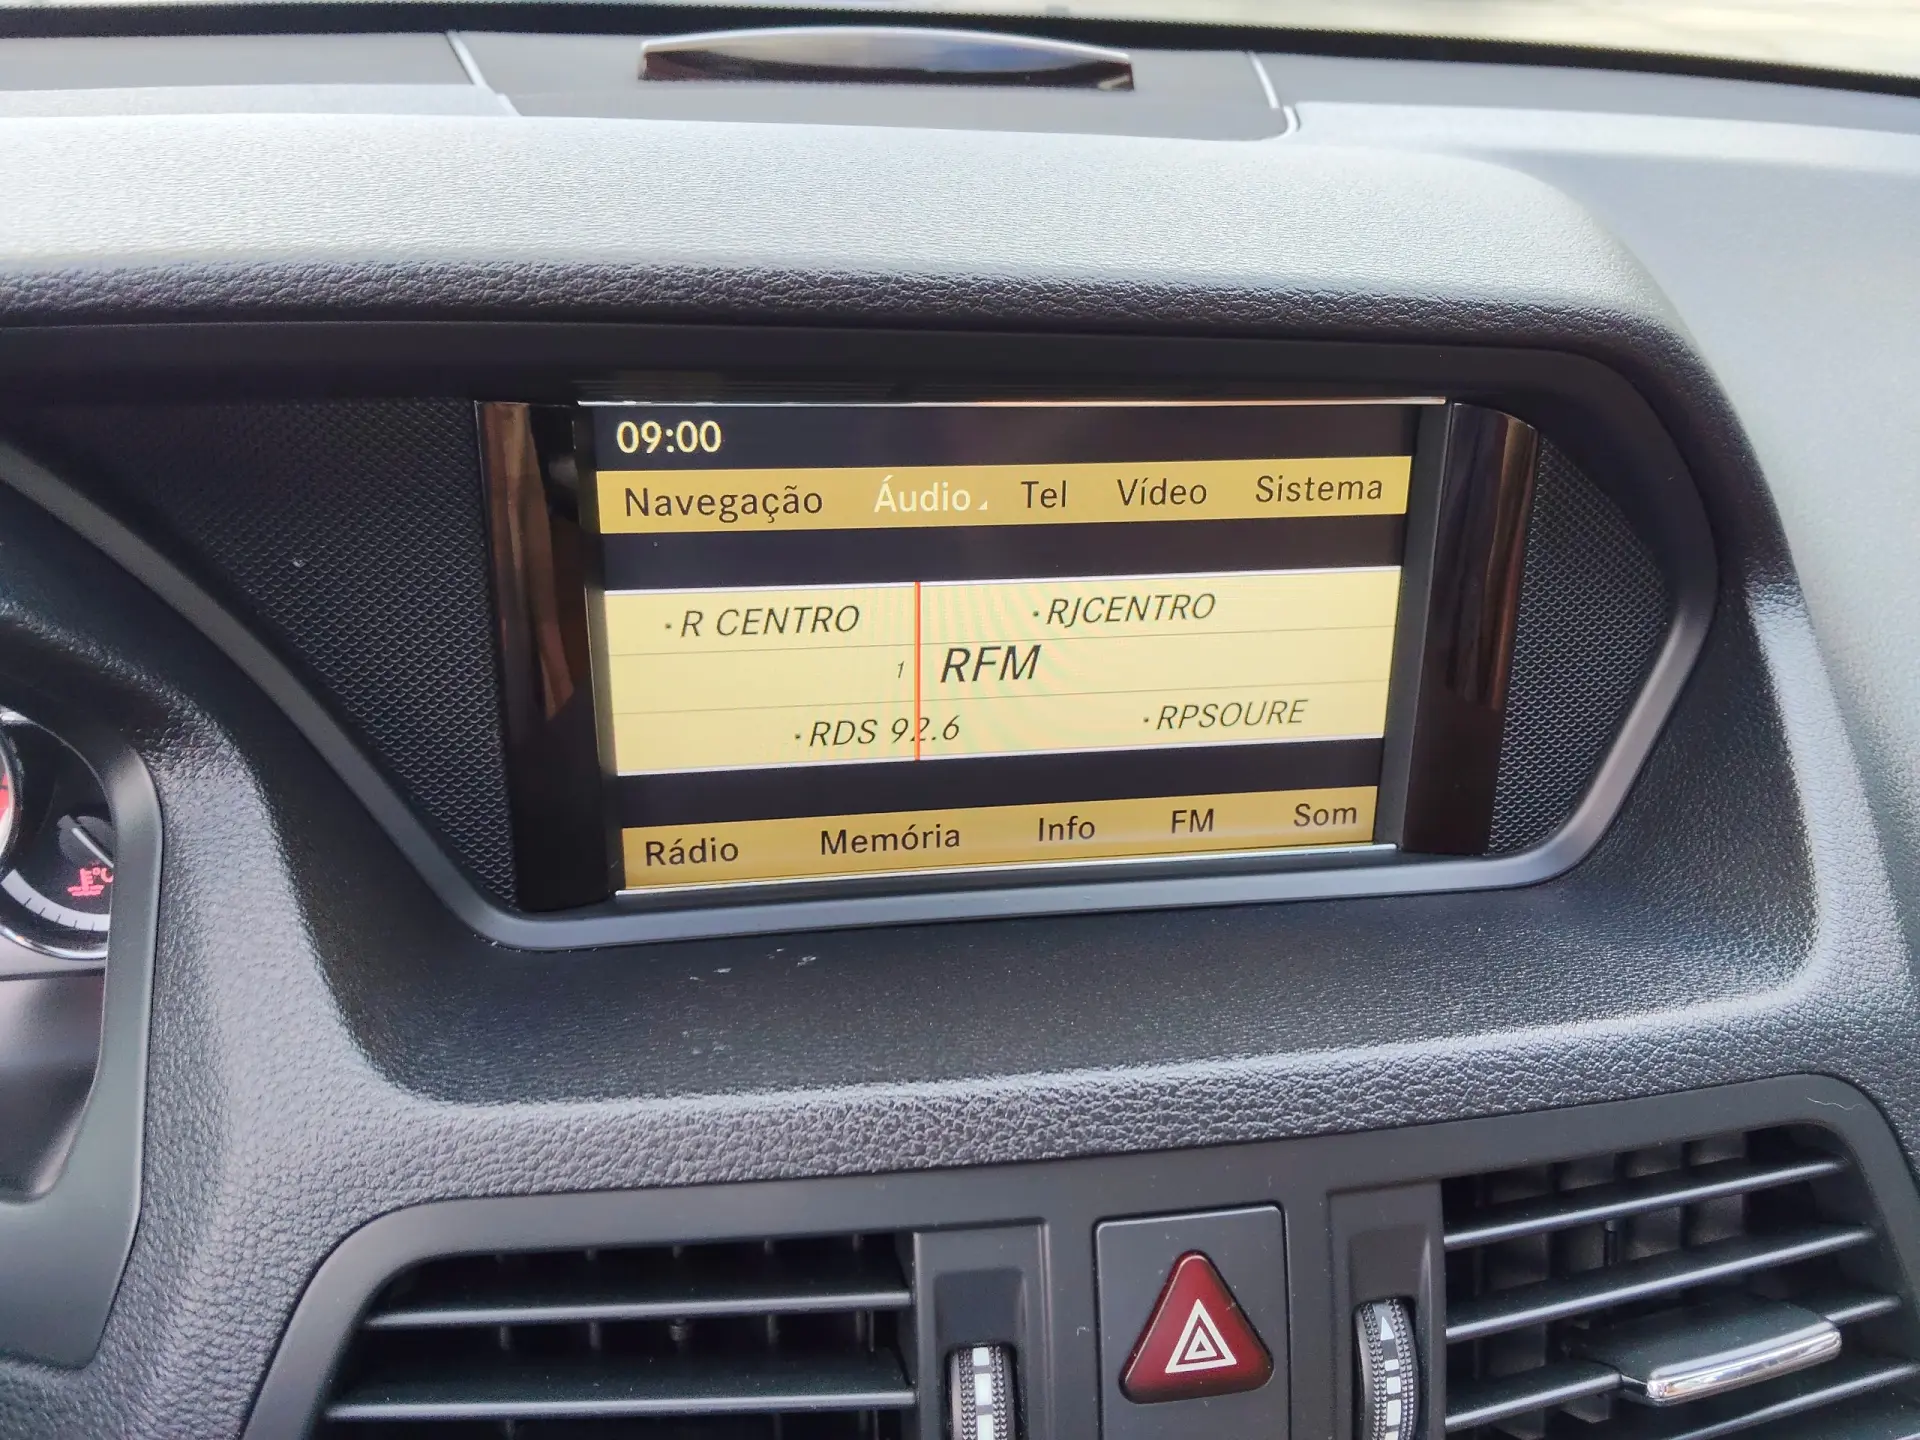 09:00
Navegação Áudio Tel Vídeo Sistema
·R CENTRO ·RJCENTRO
1 RFM
·RDS 92.6 ·RPSOURE
Rádio Memória Info FM Som